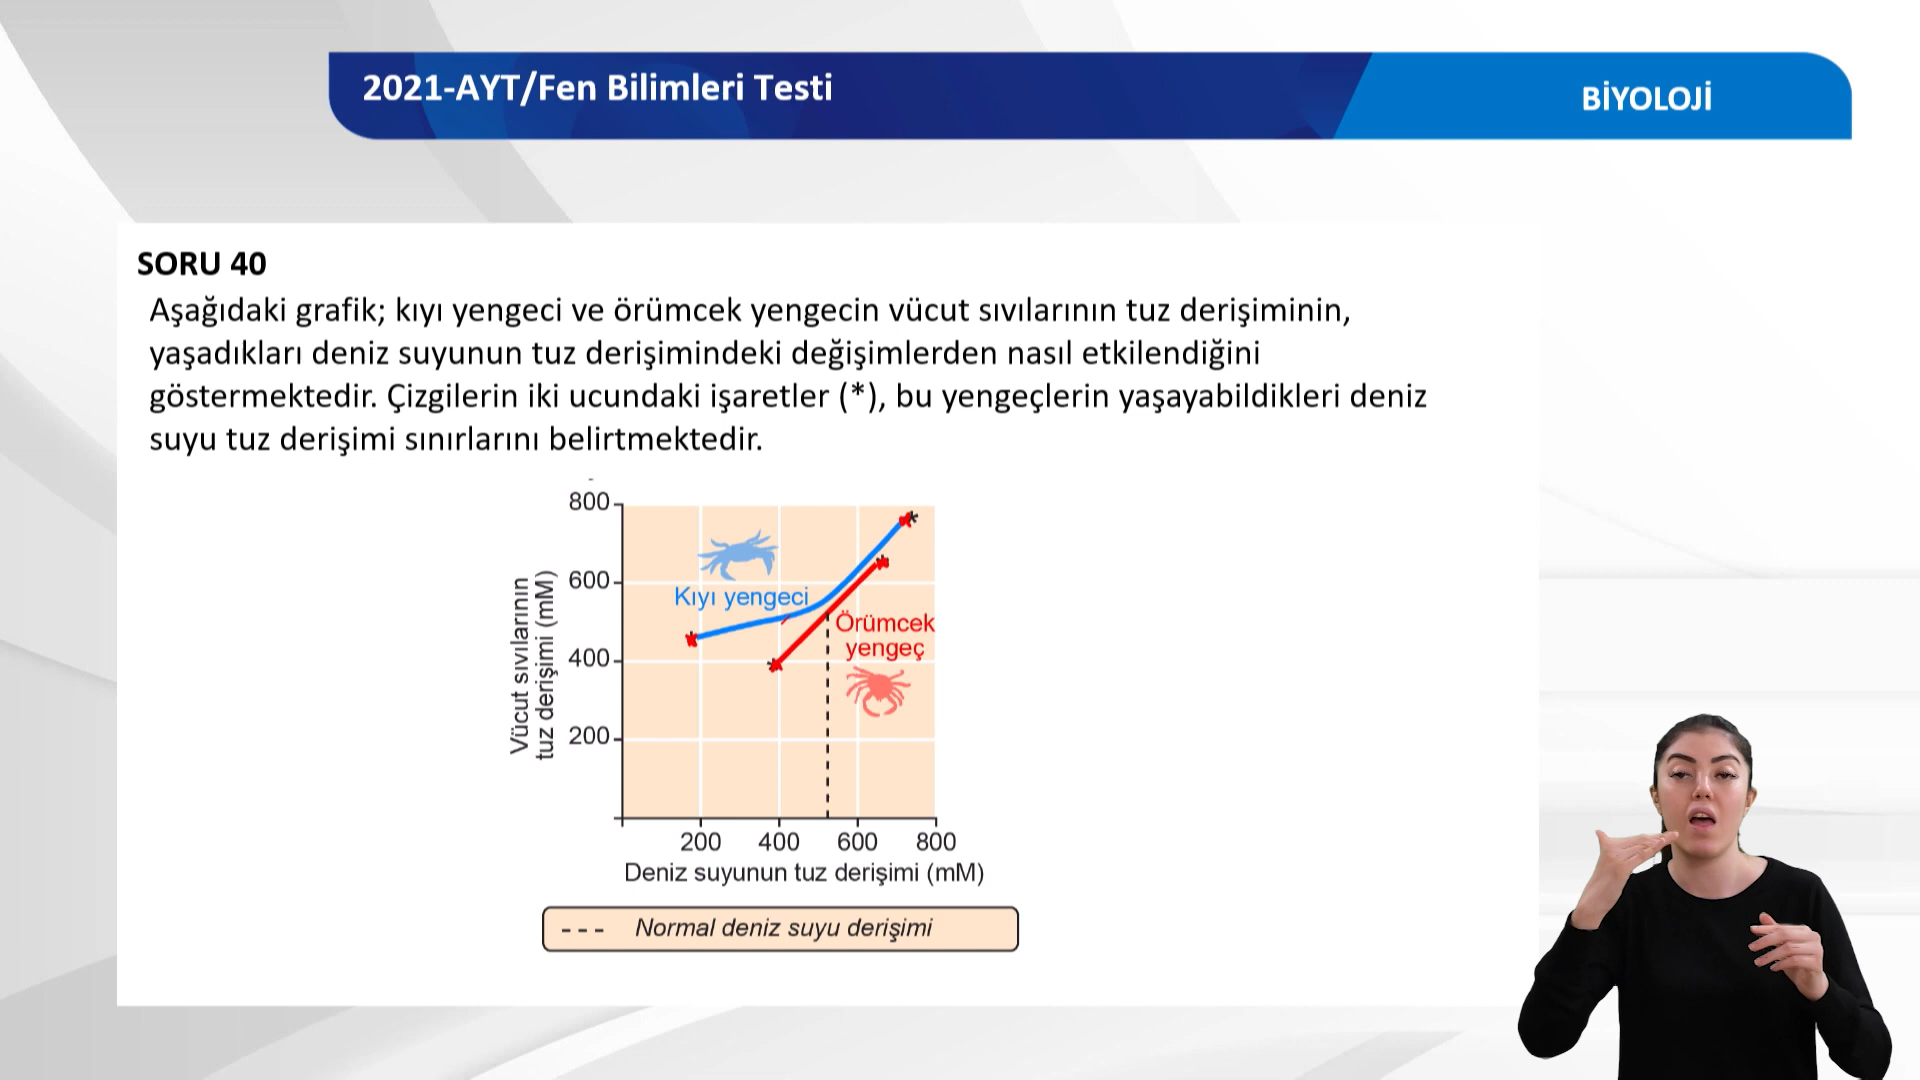 2021-AYT/Fen Bilimleri Testi
BİYOLOJİ
SORU 40
Aşağıdaki grafik; kıyı yengeci ve örümcek yengecin vücut sıvılarının tuz derişiminin,
yaşadıkları deniz suyunun tuz derişimindeki değişimlerden nasıl etkilendiğini
göstermektedir. Çizgilerin iki ucundaki işaretler (*), bu yengeçlerin yaşayabildikleri deniz
suyu tuz derişimi sınırlarını belirtmektedir.
Vücut sıvılarının
tuz derişimi (mM)
800
600
400
200
Kıyı yengeci
Örümcek
yengeç
200 400 600 800
Deniz suyunun tuz derişimi (mM)
--- Normal deniz suyu derişimi